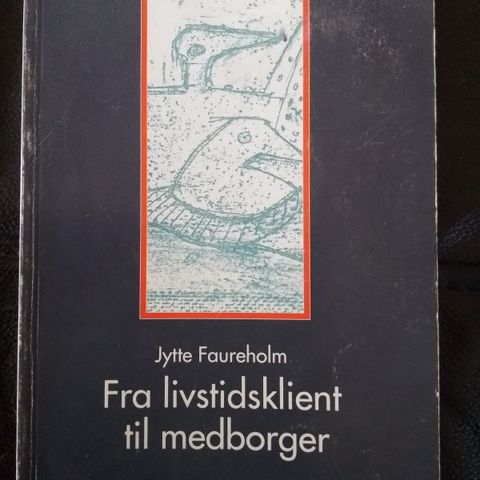 Jytte Faureholm
Fra livstidsklient
til medborger